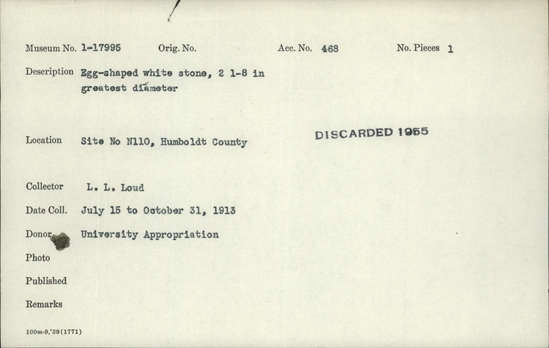 Museum No. 1-17995 Orig. No. Acc. No. 468 No. Pieces 1
Description Egg-shaped white stone, 2 1-8 in
greatest diameter
Location Site No N110, Humboldt County
DISCARDED 1955
Collector L. L. Loud
Date Coll. July 15 to October 31, 1913
Donor University Appropriation
Photo
Published
Remarks
100m-9,'39(1771)